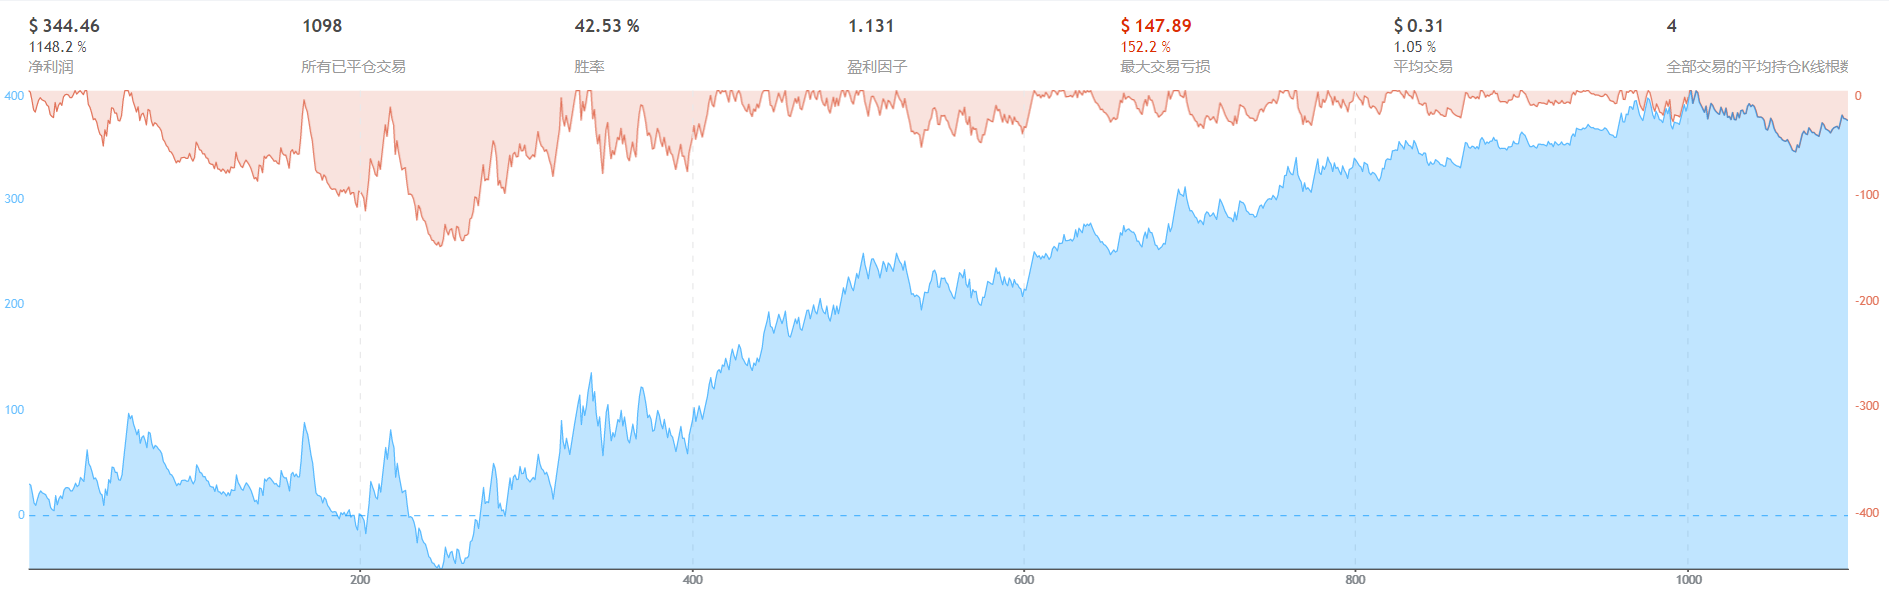 $ 344.46 1098 42.53 % 1.131 $ 147.89 $ 0.31 4
1148.2 % 152.2 % 1.05 %
净利润 所有已平仓交易 胜率 盈利因子 最大交易亏损 平均交易 全部交易的平均持仓K线根数
400 0
300 -100
200 -200
100 -300
0 -400
200 400 600 800 1000